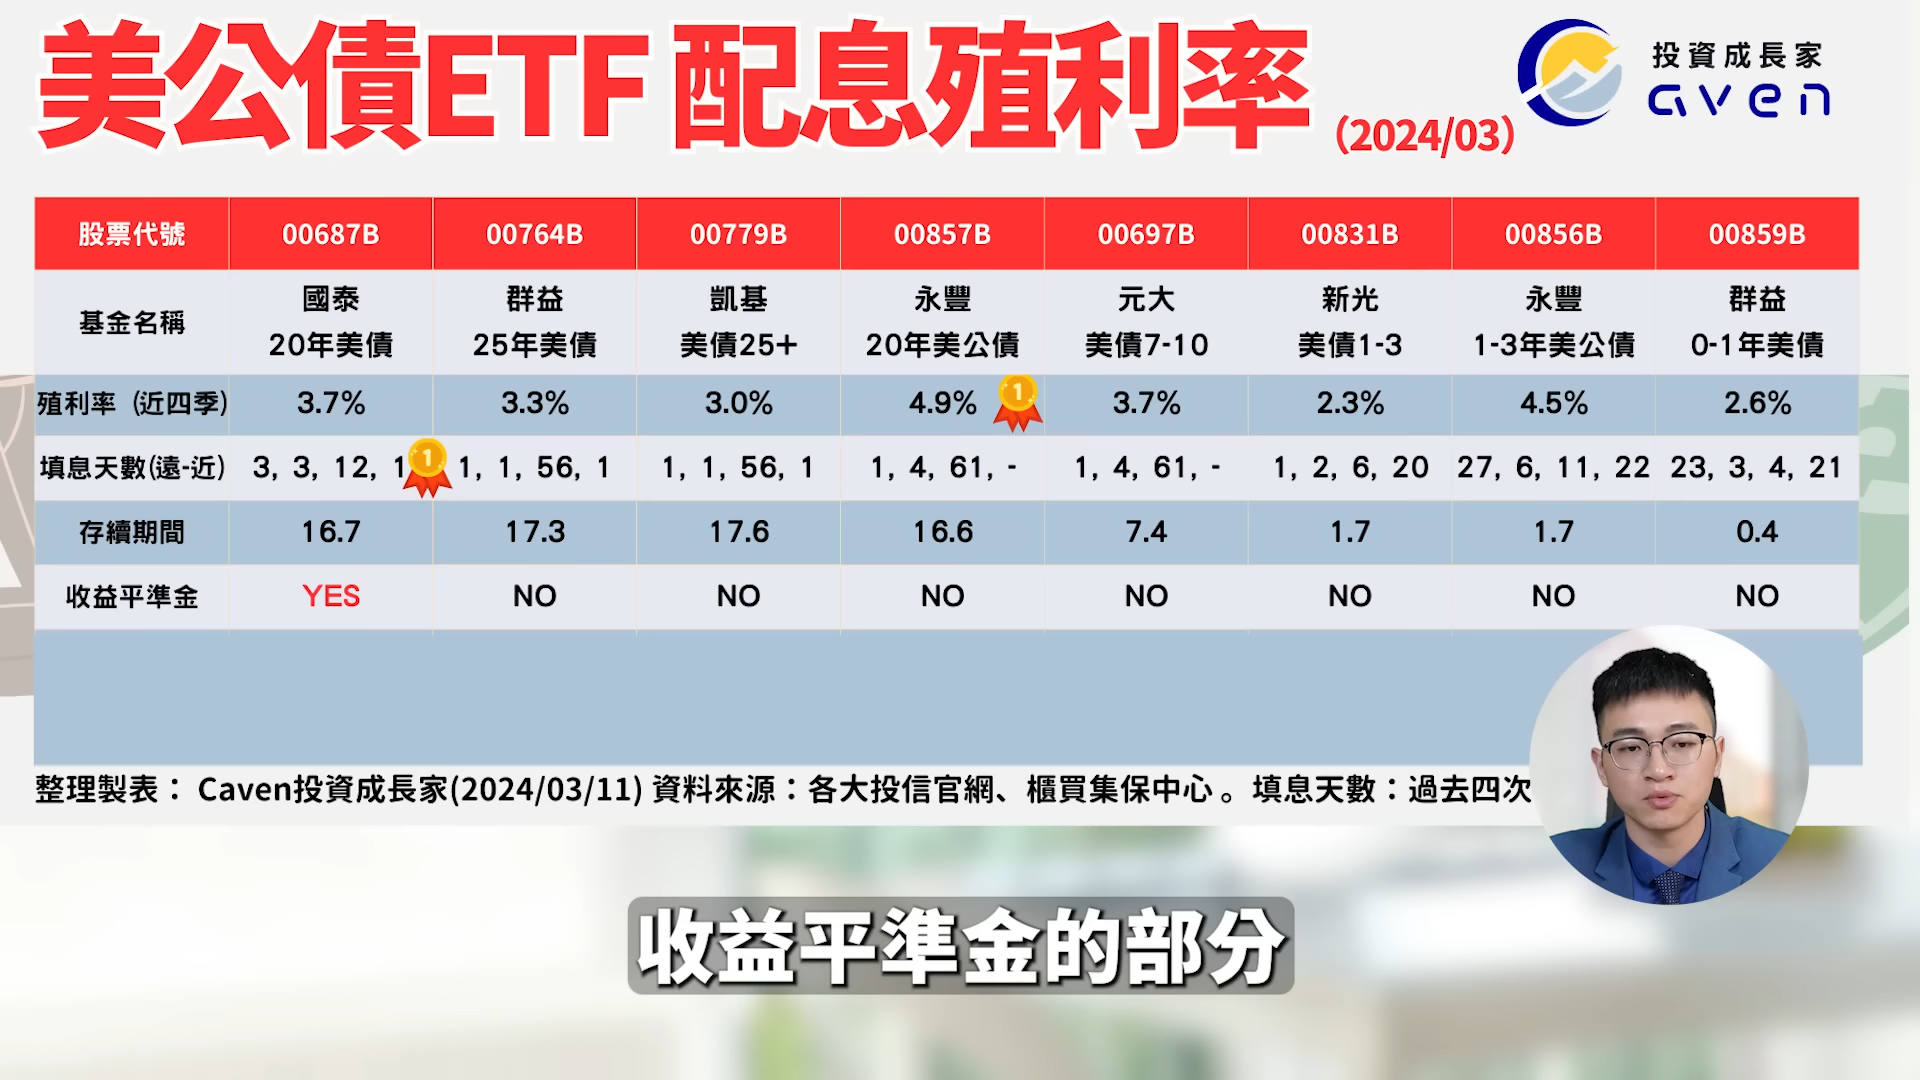 美公債ETF 配息殖利率 (2024/03)
投資成長家
aven
股票代號 00687B 00764B 00779B 00857B 00697B 00831B 00856B 00859B
基金名稱 國泰 20年美債 群益 25年美債 凱基 美債25+ 永豐 20年美公債 元大 美債7-10 新光 美債1-3 永豐 1-3年美公債 群益 0-1年美債
殖利率 (近四季) 3.7% 3.3% 3.0% 4.9% 1 3.7% 2.3% 4.5% 2.6%
填息天數(遠-近) 3, 3, 12, 1 1 1, 1, 56, 1 1, 1, 56, 1 1, 4, 61, - 1, 4, 61, - 1, 2, 6, 20 27, 6, 11, 22 23, 3, 4, 21
存續期間 16.7 17.3 17.6 16.6 7.4 1.7 1.7 0.4
收益平準金 YES NO NO NO NO NO NO NO
整理製表： Caven投資成長家(2024/03/11) 資料來源：各大投信官網、櫃買集保中心 。填息天數：過去四次
收益平準金的部分